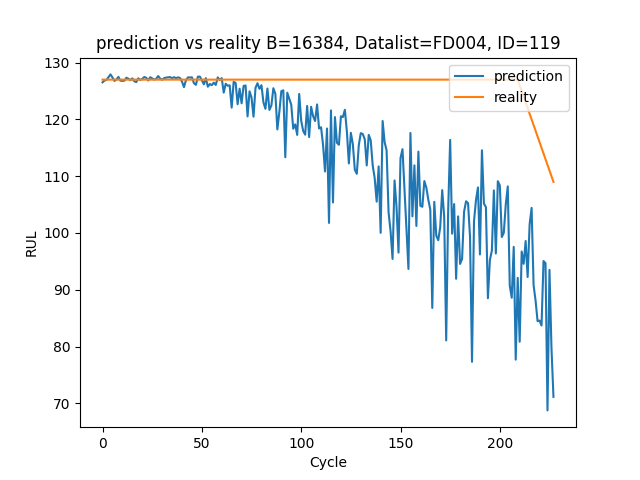 prediction vs reality B=16384, Datalist=FD004, ID=119
prediction
reality
RUL
130
120
110
100
90
80
70
0 50 100 150 200
Cycle